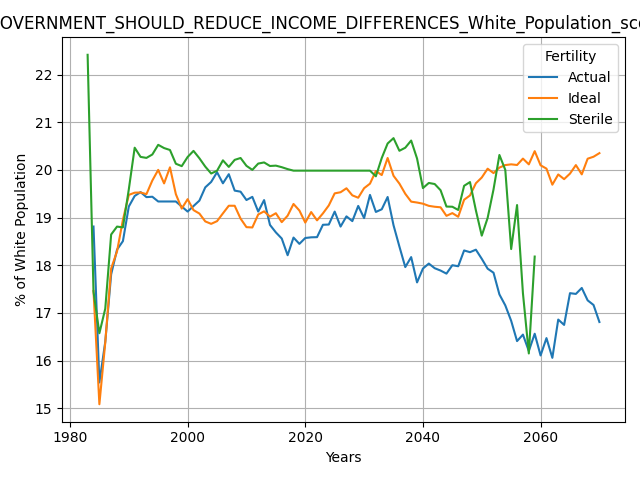 OVERNMENT_SHOULD_REDUCE_INCOME_DIFFERENCES_White_Population_sc
Fertility
Actual
Ideal
Sterile
22
21
20
19
18
17
16
15
% of White Population
1980
2000
2020
2040
2060
Years